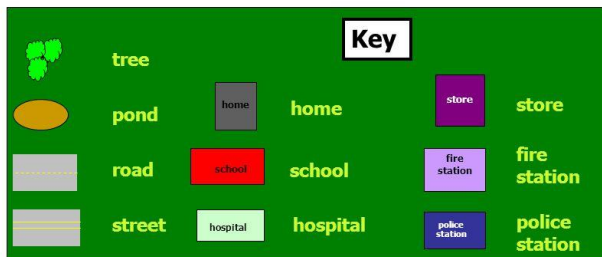 Key
tree
pond
road
street
home
home
school
school
hospital
hospital
store
store
fire
station
fire
station
police
station
police
station